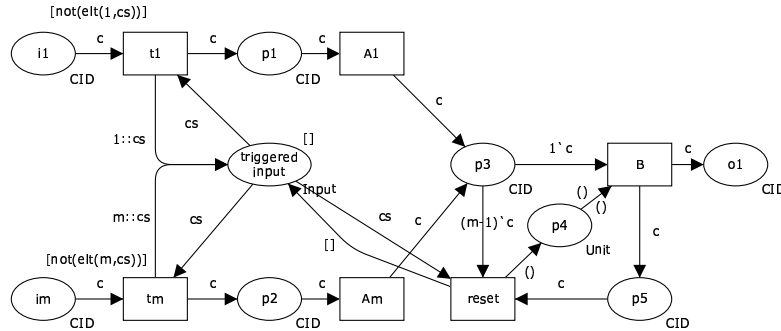 [not(elt(1,cs))]
i1
c
t1
c
p1
c
A1
CID
CID
CID
c
cs
1::cs
[]
triggered
input
Input
p3
CID
1`c
B
c
o1
CID
m::cs
cs
cs
c
(m-1)`c
()
()
p4
Unit
c
[]
[not(elt(m,cs))]
()
im
c
tm
c
p2
c
Am
reset
c
p5
CID
CID
CID